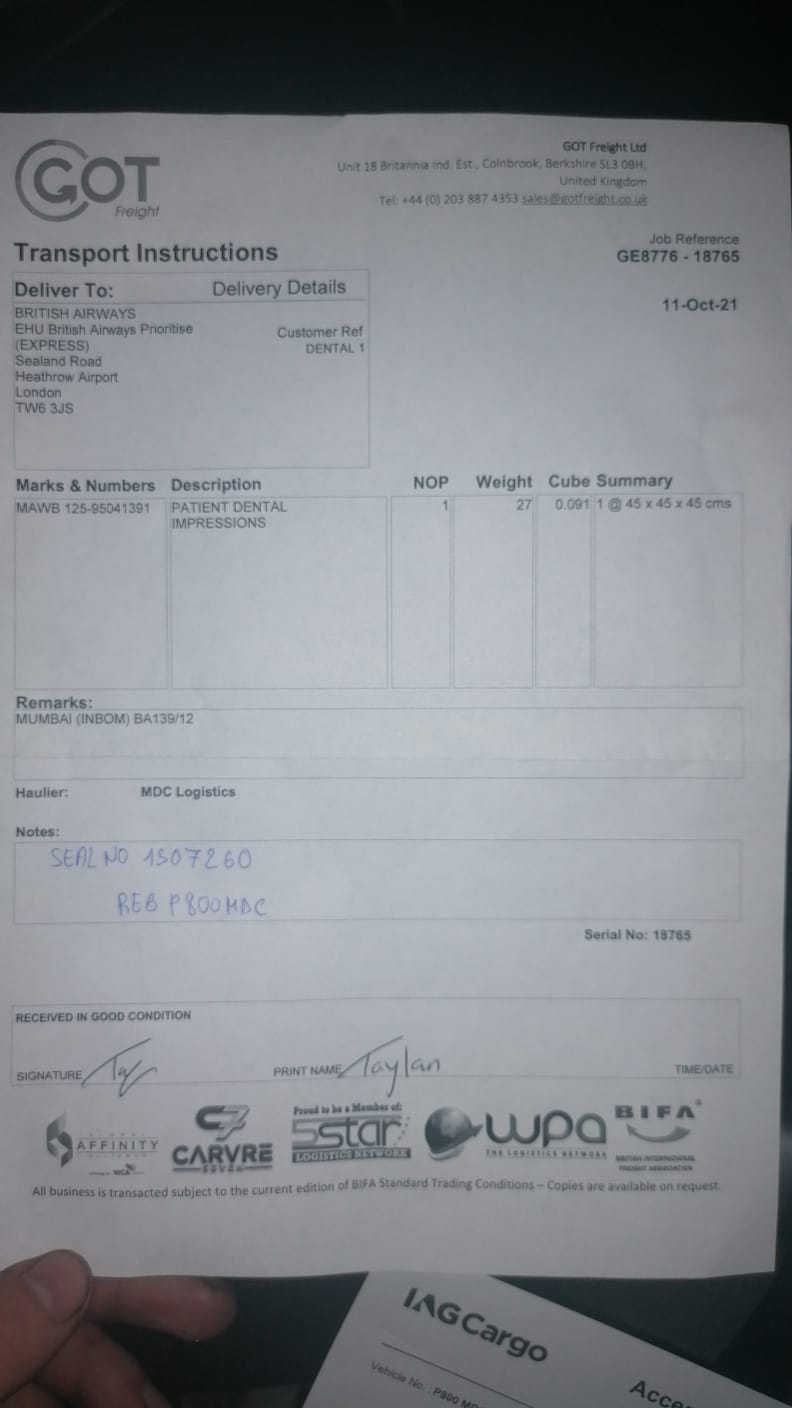 GOT
Freight
GOT Freight Ltd
Unit 18 Britannia Ind. Est., Colnbrook, Berkshire SL3 0BH,
United Kingdom
Tel: +44 (0) 203 887 4353 sales@gotfreight.co.uk
Transport Instructions
Job Reference
GE8776 - 18765
11-Oct-21
Deliver To: Delivery Details
BRITISH AIRWAYS
EHU British Airways Prioritise
(EXPRESS)
Sealand Road
Heathrow Airport
London
TW6 3JS
Customer Ref
DENTAL 1
Marks & Numbers Description NOP Weight Cube Summary
MAWB 125-95041391 PATIENT DENTAL 1 27 0.091 1 @ 45 x 45 x 45 cms
IMPRESSIONS
Remarks:
MUMBAI (INBOM) BA139/12
Haulier: MDC Logistics
Notes:
SEAL NO 1307260
REB P800MDC
Serial No: 18765
RECEIVED IN GOOD CONDITION
SIGNATURE PRINT NAME Taylan TIME/DATE
AFFINITY
WCA
CARVRE
SEVEN
Proud to be a Member of:
5star
LOGISTICS NETWORK
wpa
THE LOGISTICS NETWORK
BIFA
BRITISH INTERNATIONAL
FREIGHT ASSOCIATION
All business is transacted subject to the current edition of BIFA Standard Trading Conditions – Copies are available on request.
IAGCargo
Vehicle No. : P800